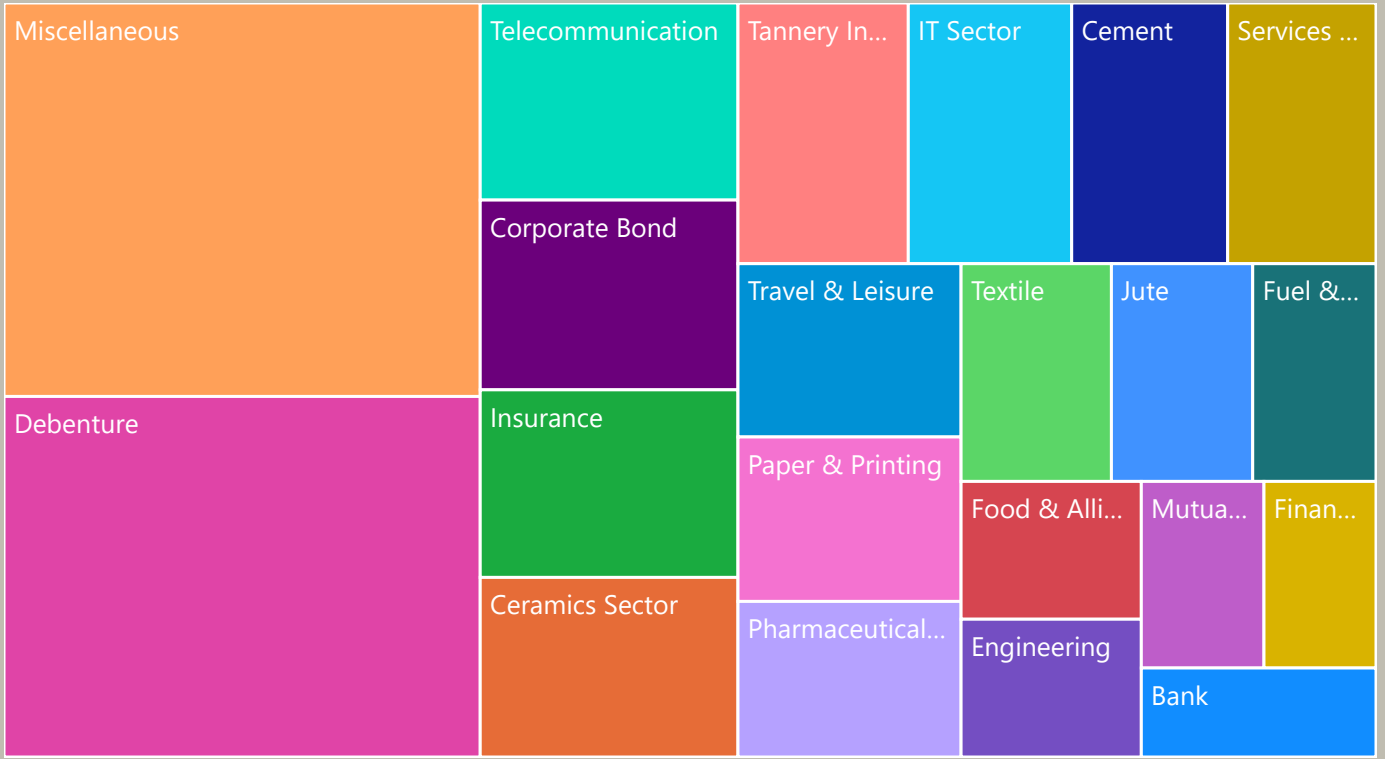 Miscellaneous
Telecommunication
Tannery In...
IT Sector
Cement
Services ...
Corporate Bond
Travel & Leisure
Textile
Jute
Fuel &...
Debenture
Insurance
Paper & Printing
Food & Alli...
Mutua...
Finan...
Ceramics Sector
Pharmaceutical...
Engineering
Bank